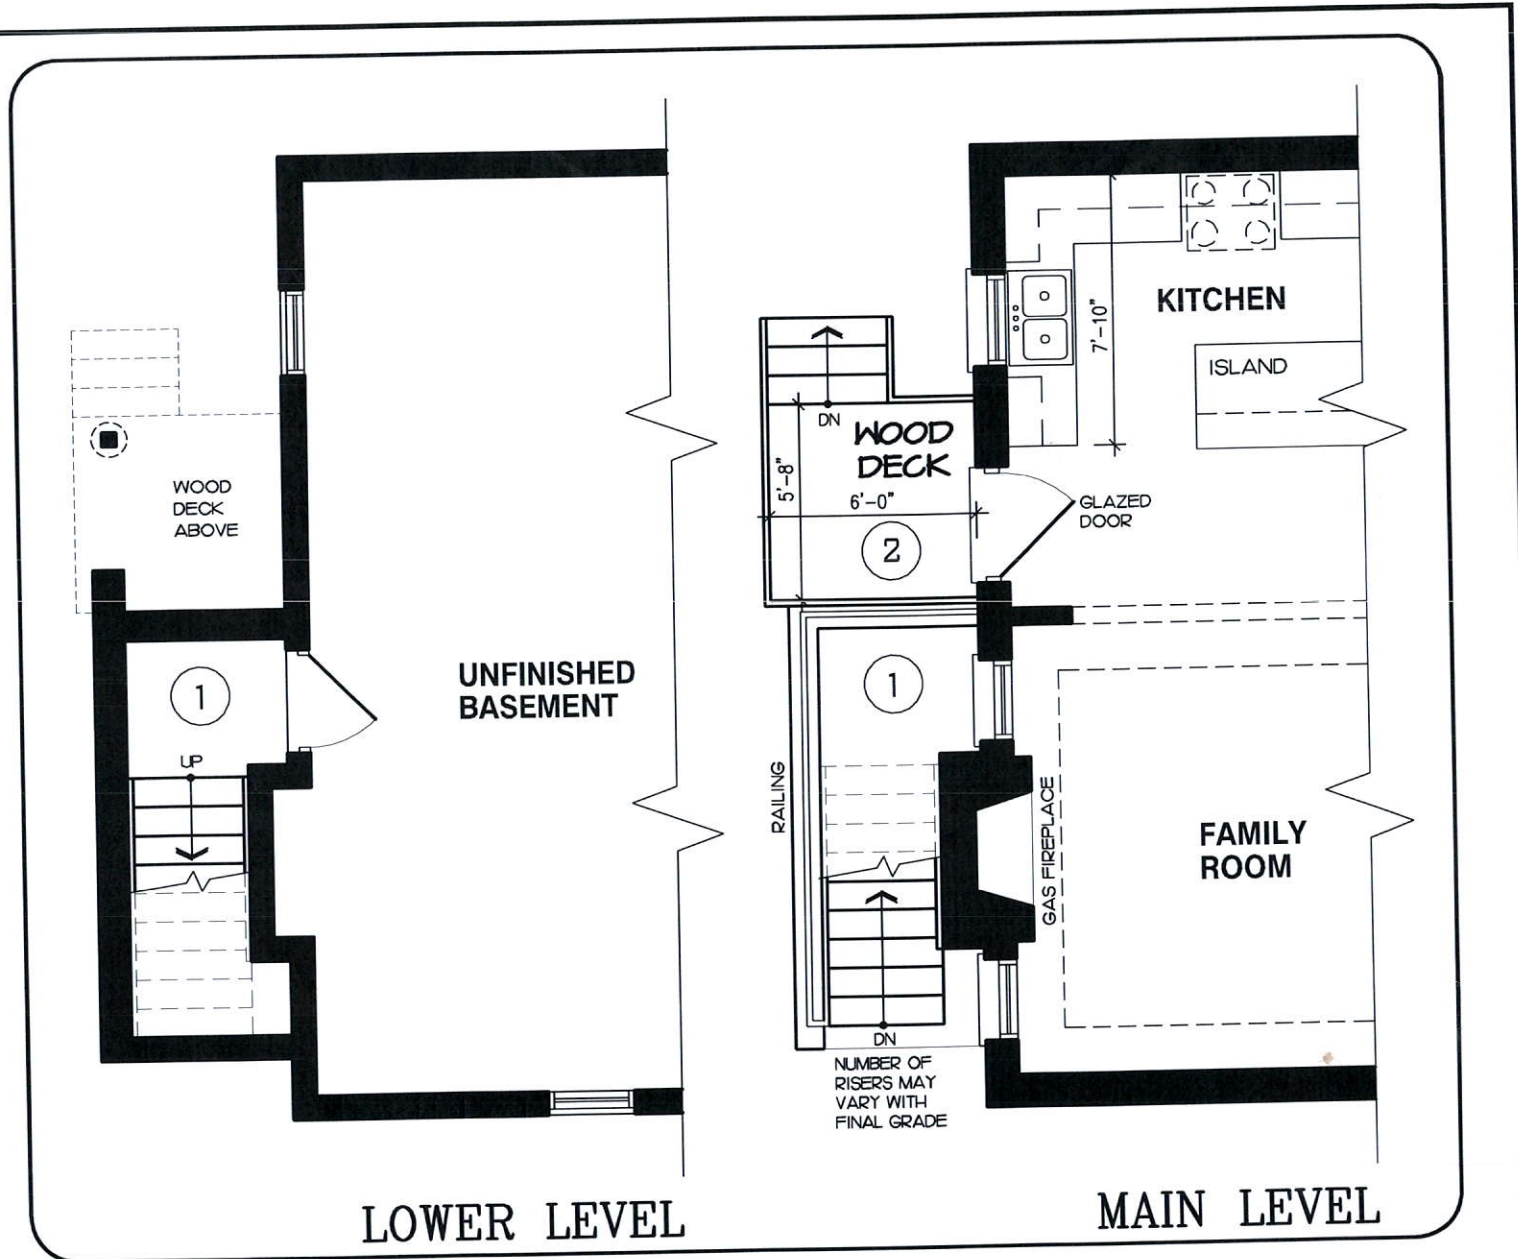 WOOD
DECK
ABOVE
1
UP
UNFINISHED
BASEMENT
LOWER LEVEL
KITCHEN
7'-10"
ISLAND
DN
WOOD
DECK
5'-8"
6'-0"
2
GLAZED
DOOR
1
RAILING
GAS FIREPLACE
FAMILY
ROOM
DN
NUMBER OF
RISERS MAY
VARY WITH
FINAL GRADE
MAIN LEVEL